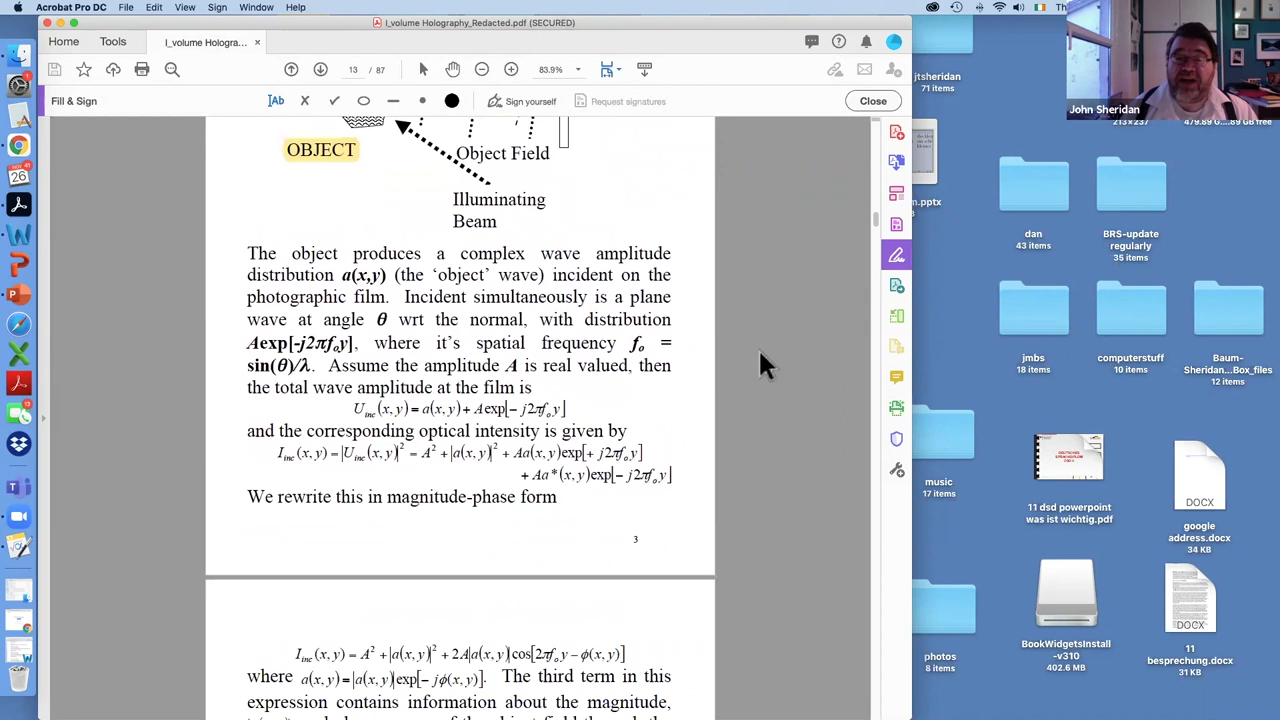 Acrobat Pro DC File Edit View Sign Window Help
I_volume Holography_Redacted.pdf (SECURED)
Home Tools I_volume Hologra... ×
13 / 87 83.9%
Fill & Sign
Ab
Sign yourself
Request signatures
Close
OBJECT
Object Field
Illuminating
Beam
The object produces a complex wave amplitude
distribution a(x,y) (the ‘object’ wave) incident on the
photographic film. Incident simultaneously is a plane
wave at angle θ wrt the normal, with distribution
Aexp[-j2πfoy], where it's spatial frequency fo =
sin(θ)/λ. Assume the amplitude A is real valued, then
the total wave amplitude at the film is
Uinc(x, y) = a(x, y) + A exp[− j2πfoy]
and the corresponding optical intensity is given by
Iinc(x, y) = |Uinc(x, y)|² = A² + |a(x, y)|² + Aa(x, y)exp[+ j2πfoy]
+ Aa*(x, y)exp[− j2πfoy]
We rewrite this in magnitude-phase form
3
Iinc(x, y) = A² + |a(x, y)|² + 2A|a(x, y)|cos[2πfoy − ϕ(x, y)]
where a(x, y) = |a(x, y)|exp[− jϕ(x, y)]. The third term in this
expression contains information about the magnitude,
John Sheridan
jtsheridan
71 items
213×227
m.pptx
dan
43 items
BRS-update
regularly
35 items
jmbs
18 items
computerstuff
10 items
Baum-
Sheridan...Box_files
12 items
music
17 items
11 dsd powerpoint
was ist wichtig.pdf
DOCX
google
address.docx
34 KB
photos
8 items
BookWidgetsInstall
-v310
402.6 MB
DOCX
11
besprechung.docx
31 KB